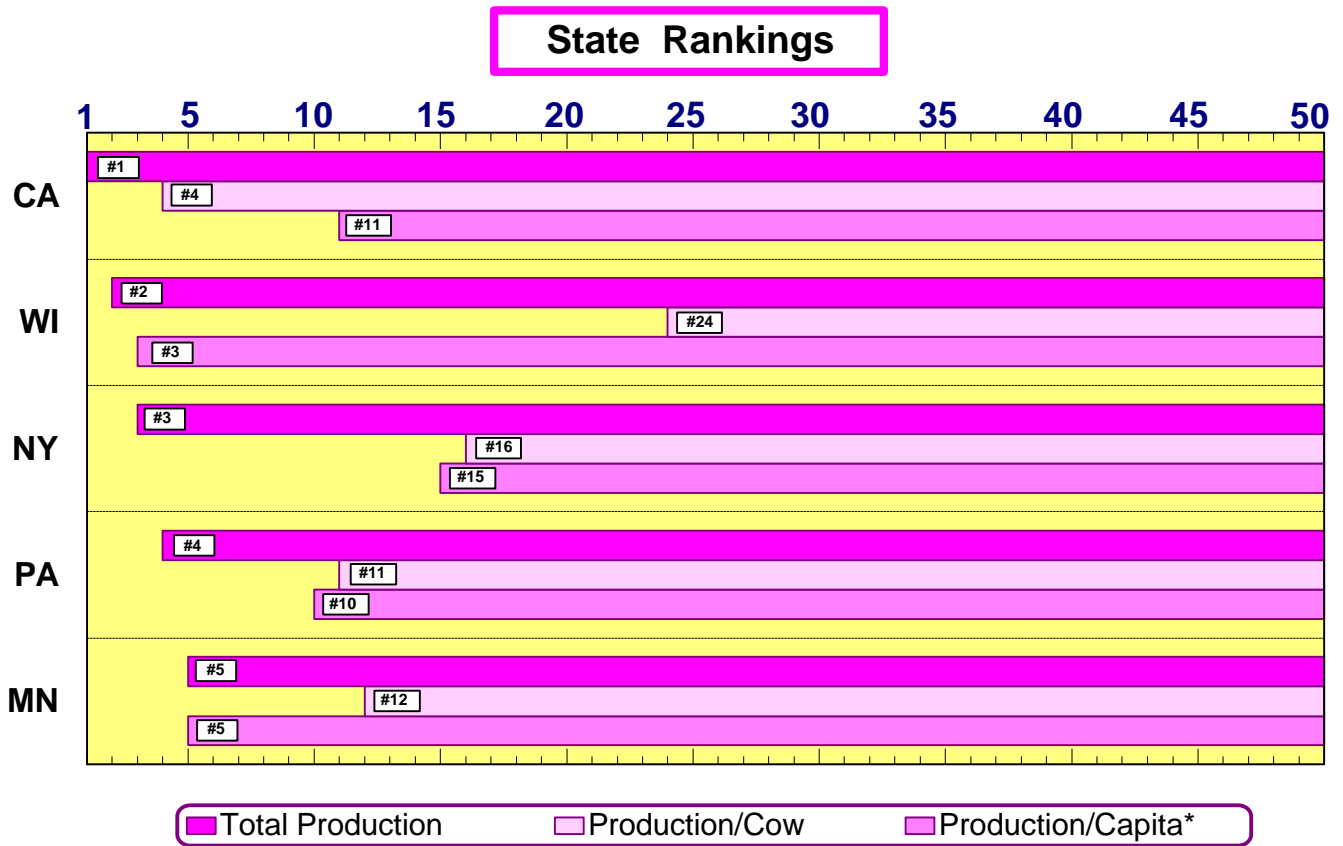 State Rankings
1 5 10 15 20 25 30 35 40 45 50
#1
CA
#4
#11
#2
WI
#24
#3
#3
NY
#16
#15
#4
PA
#11
#10
#5
MN
#12
#5
Total Production Production/Cow Production/Capita*